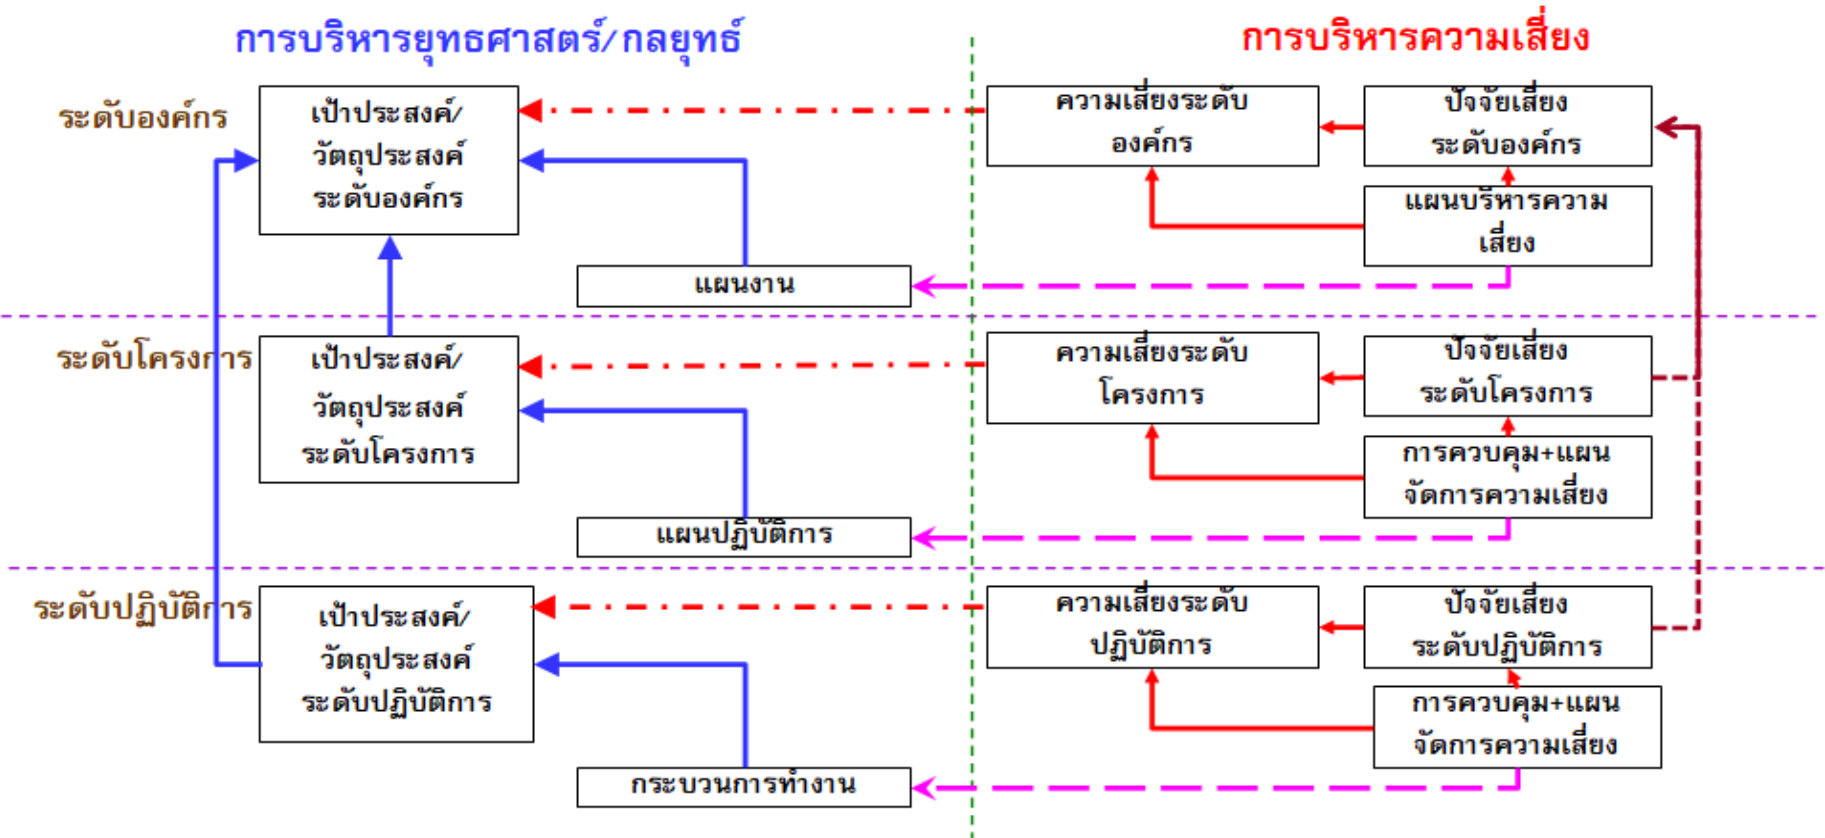 การบริหารยุทธศาสตร์/กลยุทธ์
การบริหารความเสี่ยง
ระดับองค์กร
เป้าประสงค์/
วัตถุประสงค์
ระดับองค์กร
ความเสี่ยงระดับ
องค์กร
ปัจจัยเสี่ยง
ระดับองค์กร
แผนบริหารความ
เสี่ยง
แผนงาน
ระดับโครงการ
เป้าประสงค์/
วัตถุประสงค์
ระดับโครงการ
ความเสี่ยงระดับ
โครงการ
ปัจจัยเสี่ยง
ระดับโครงการ
การควบคุม+แผน
จัดการความเสี่ยง
แผนปฏิบัติการ
ระดับปฏิบัติการ
เป้าประสงค์/
วัตถุประสงค์
ระดับปฏิบัติการ
ความเสี่ยงระดับ
ปฏิบัติการ
ปัจจัยเสี่ยง
ระดับปฏิบัติการ
การควบคุม+แผน
จัดการความเสี่ยง
กระบวนการทำงาน